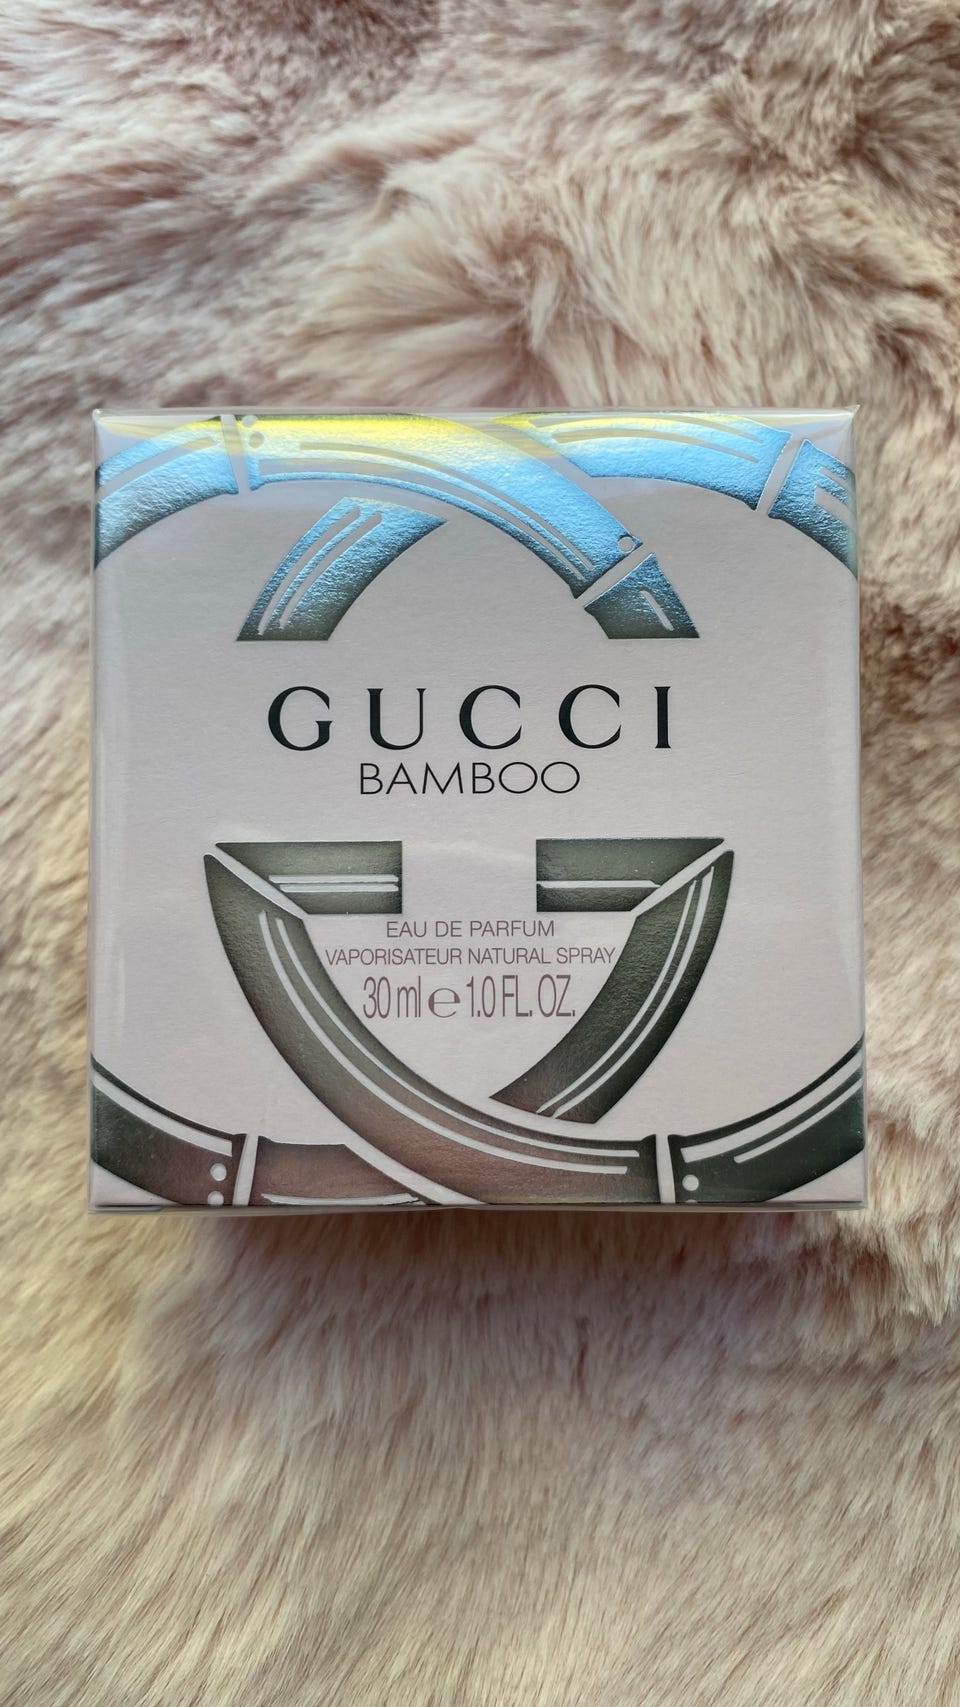 GUCCI
BAMBOO
EAU DE PARFUM
VAPORISATEUR NATURAL SPRAY
30 ml ℮ 1.0 FL. OZ.